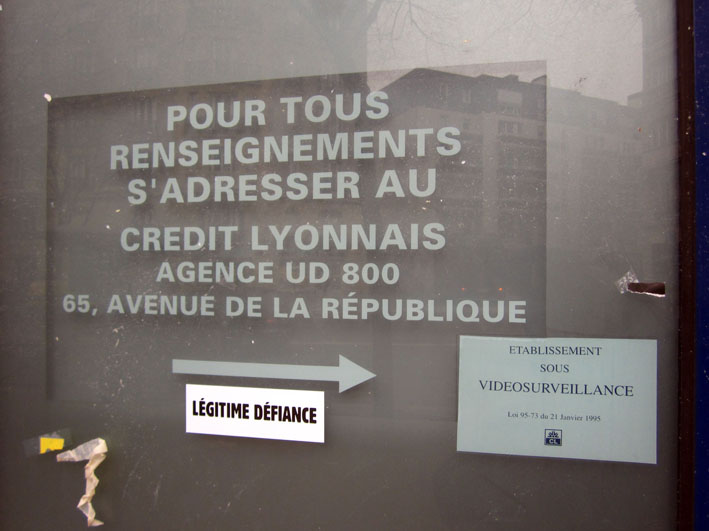 POUR TOUS
RENSEIGNEMENTS
S'ADRESSER AU
CREDIT LYONNAIS
AGENCE UD 800
65, AVENUE DE LA RÉPUBLIQUE
LÉGITIME DÉFIANCE
ETABLISSEMENT
SOUS
VIDEOSURVEILLANCE
Loi 95-73 du 21 Janvier 1995
CL